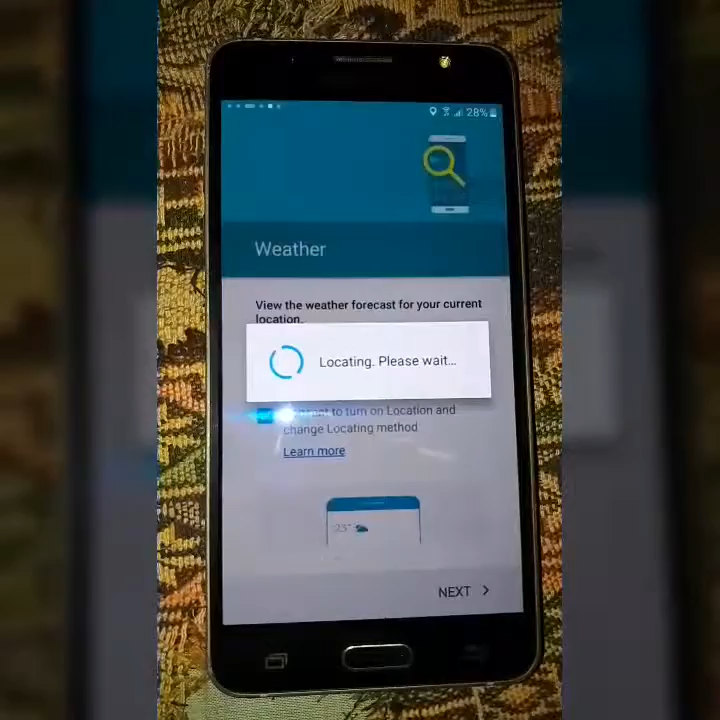 28%
Weather
View the weather forecast for your current
location.
Locating. Please wait...
to turn on Location and
change Locating method
Learn more
23°
NEXT